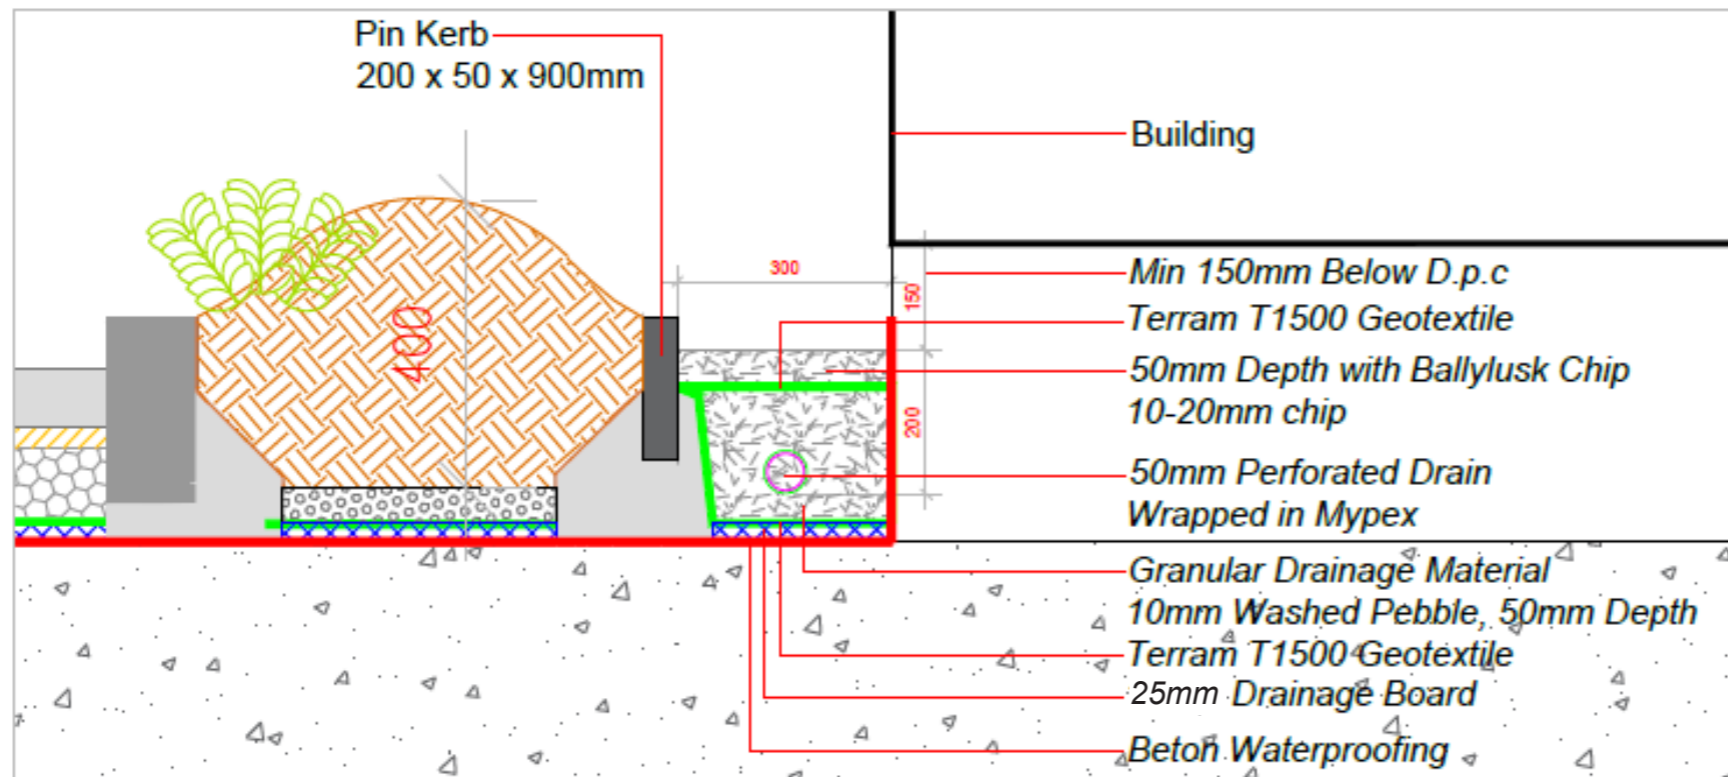 Pin Kerb
200 x 50 x 900mm
Building
300
150
Min 150mm Below D.p.c
Terram T1500 Geotextile
400
50mm Depth with Ballylusk Chip
10-20mm chip
200
50mm Perforated Drain
Wrapped in Mypex
Granular Drainage Material
10mm Washed Pebble, 50mm Depth
Terram T1500 Geotextile
25mm Drainage Board
Beton Waterproofing